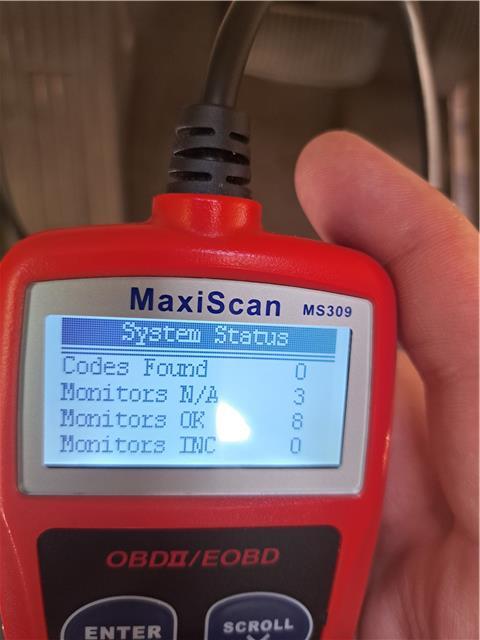 MaxiScan MS309
System Status
Codes Found 0
Monitors N/A 3
Monitors OK 8
Monitors INC 0
OBDII/EOBD
ENTER
SCROLL